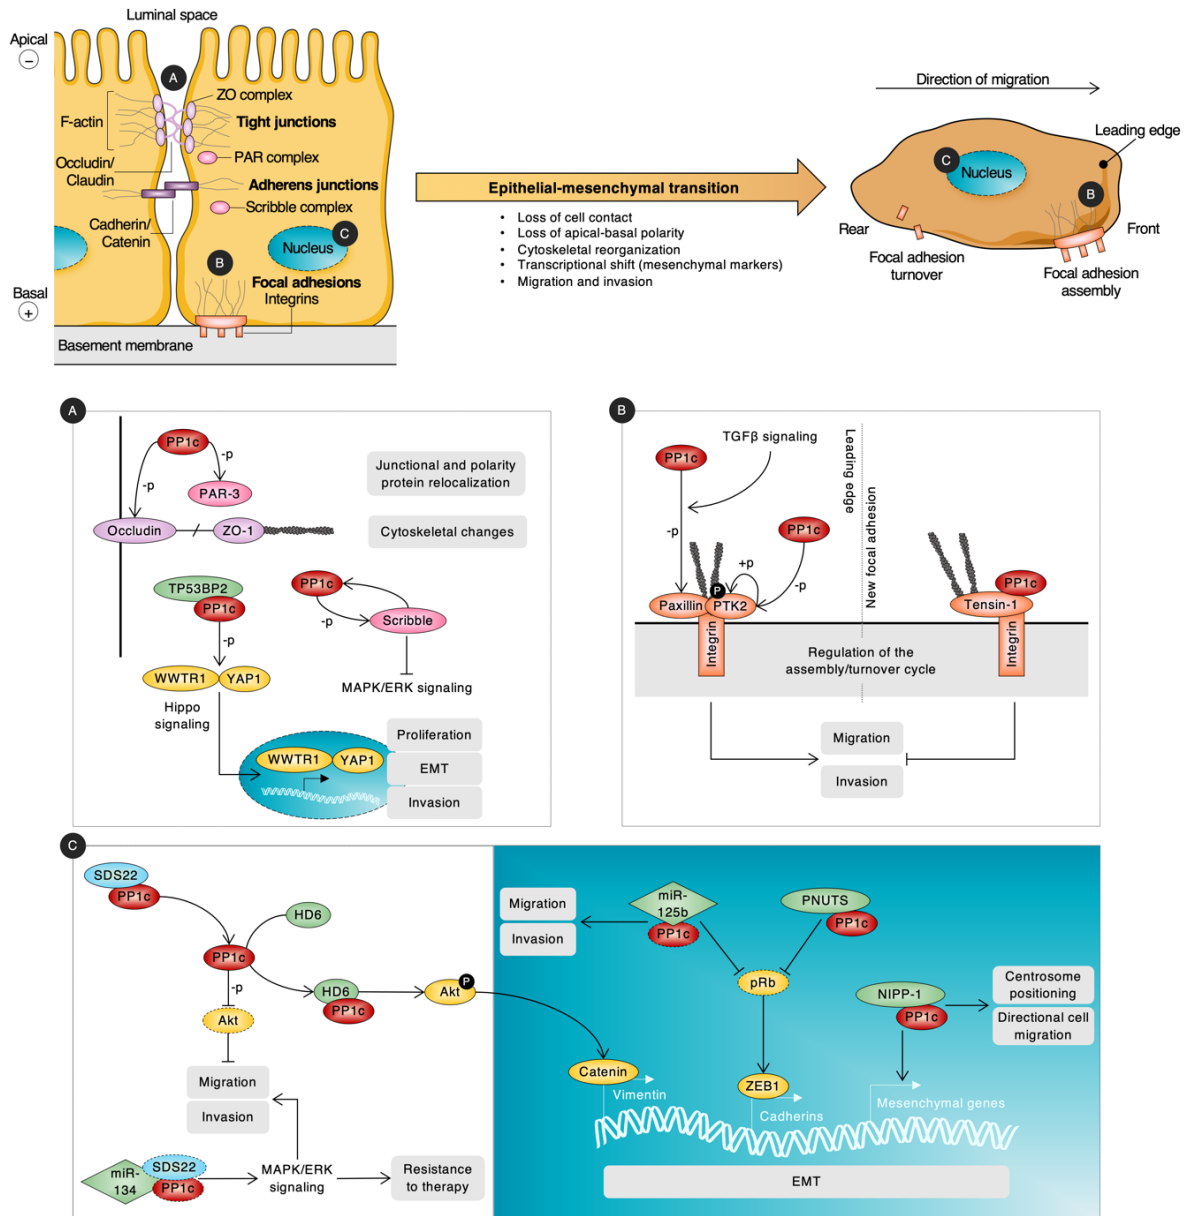 Luminal space
Apical
−
A
ZO complex
F-actin
Tight junctions
Occludin/
Claudin
PAR complex
Adherens junctions
Scribble complex
Cadherin/
Catenin
Nucleus
C
B
Focal adhesions
Integrins
Basal
+
Basement membrane
Epithelial-mesenchymal transition
• Loss of cell contact
• Loss of apical-basal polarity
• Cytoskeletal reorganization
• Transcriptional shift (mesenchymal markers)
• Migration and invasion
Direction of migration
Leading edge
C
Nucleus
B
Rear
Front
Focal adhesion
turnover
Focal adhesion
assembly
A
PP1c
-p
-p
PAR-3
Occludin
ZO-1
Junctional and polarity
protein relocalization
Cytoskeletal changes
TP53BP2
PP1c
-p
WWTR1
YAP1
Hippo
signaling
PP1c
-p
Scribble
MAPK/ERK signaling
WWTR1
YAP1
Proliferation
EMT
Invasion
B
TGFβ signaling
PP1c
-p
Leading edge
New focal adhesion
PP1c
+p
-p
P
Paxillin
PTK2
Integrin
PP1c
Tensin-1
Integrin
Regulation of the
assembly/turnover cycle
Migration
Invasion
C
SDS22
PP1c
HD6
PP1c
-p
Akt
HD6
PP1c
Akt
P
Migration
Invasion
miR-
134
SDS22
PP1c
MAPK/ERK
signaling
Resistance
to therapy
Migration
Invasion
miR-
125b
PP1c
PNUTS
PP1c
pRb
NIPP-1
PP1c
Centrosome
positioning
Directional cell
migration
Catenin
Vimentin
ZEB1
Cadherins
Mesenchymal genes
EMT